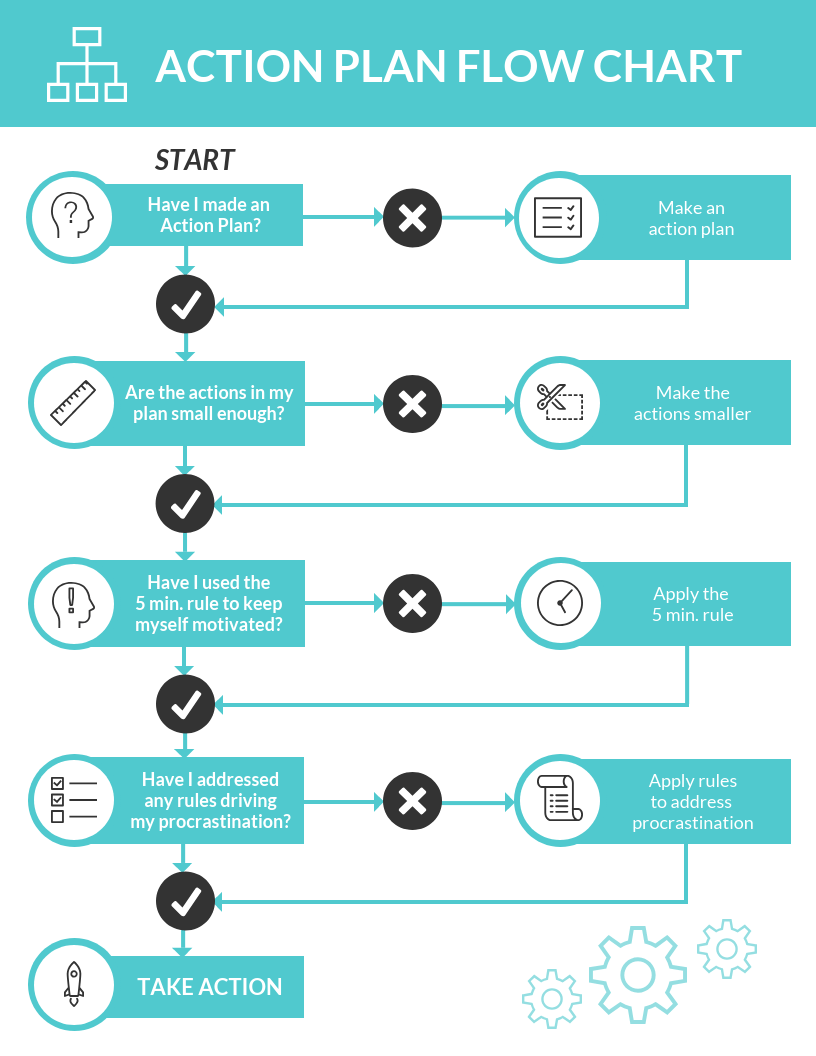 ACTION PLAN FLOW CHART
START
Have I made an
Action Plan?
Make an
action plan
Are the actions in my
plan small enough?
Make the
actions smaller
Have I used the
5 min. rule to keep
myself motivated?
Apply the
5 min. rule
Have I addressed
any rules driving
my procrastination?
Apply rules
to address
procrastination
TAKE ACTION